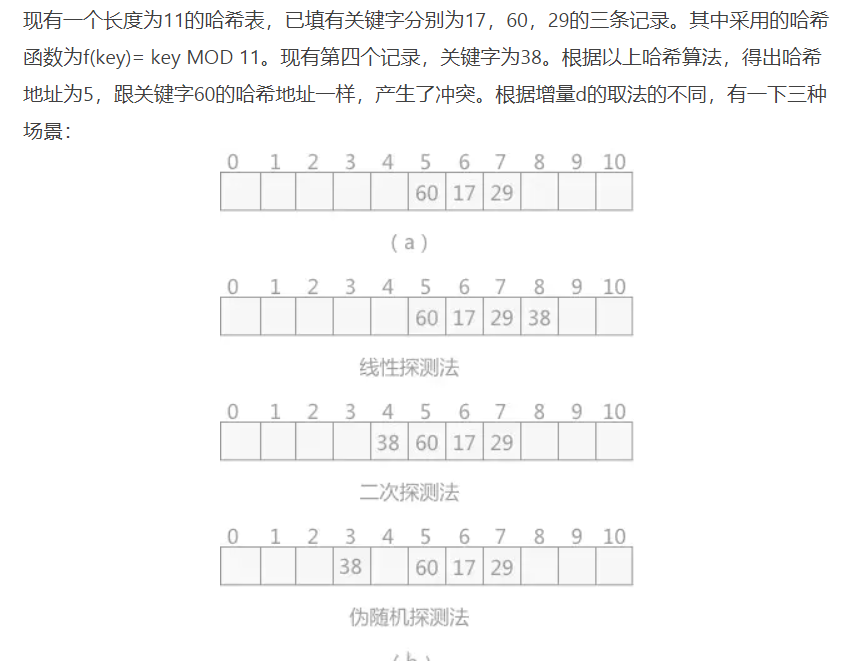 现有一个长度为11的哈希表，已填有关键字分别为17，60，29的三条记录。其中采用的哈希
函数为f(key)= key MOD 11。现有第四个记录，关键字为38。根据以上哈希算法，得出哈希
地址为5，跟关键字60的哈希地址一样，产生了冲突。根据增量d的取法的不同，有一下三种
场景：
0 1 2 3 4 5 6 7 8 9 10
60 17 29
( a )
0 1 2 3 4 5 6 7 8 9 10
60 17 29 38
线性探测法
0 1 2 3 4 5 6 7 8 9 10
38 60 17 29
二次探测法
0 1 2 3 4 5 6 7 8 9 10
38 60 17 29
伪随机探测法